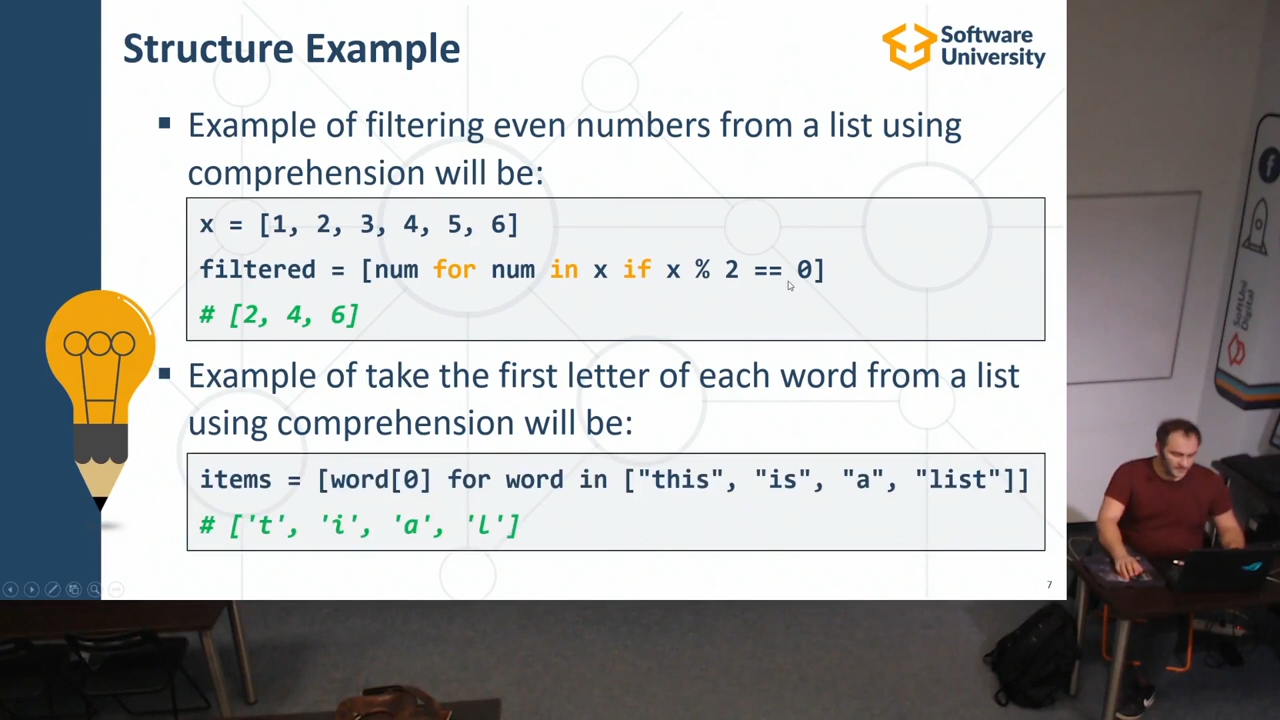 Structure Example
Software
University
▪ Example of filtering even numbers from a list using
comprehension will be:
x = [1, 2, 3, 4, 5, 6]
filtered = [num for num in x if x % 2 == 0]
# [2, 4, 6]
▪ Example of take the first letter of each word from a list
using comprehension will be:
items = [word[0] for word in ["this", "is", "a", "list"]]
# ['t', 'i', 'a', 'l']
7
SoftUni
Digital